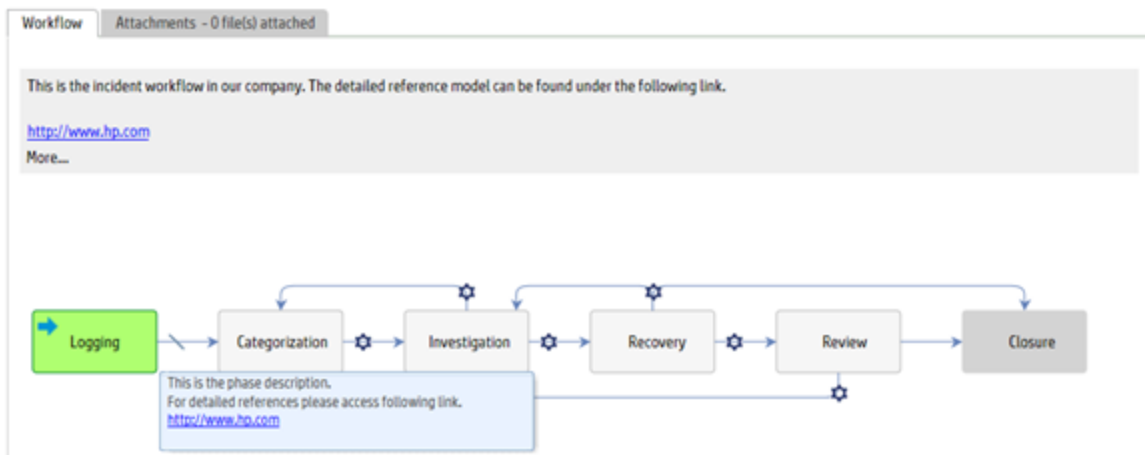 Workflow
Attachments - 0 file(s) attached
This is the incident workflow in our company. The detailed reference model can be found under the following link.
http://www.hp.com
More....
Logging
Categorization
Investigation
Recovery
Review
Closure
This is the phase description.
For detailed references please access following link.
http://www.hp.com